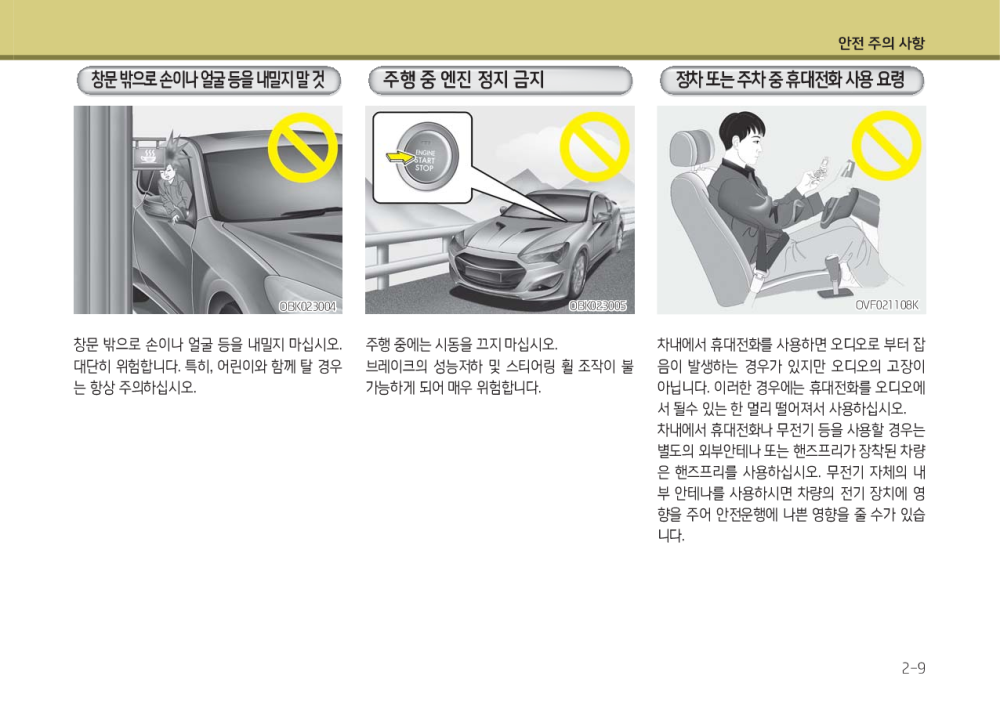 안전 주의 사항
창문 밖으로 손이나 얼굴 등을 내밀지 말 것
OBK023004
창문 밖으로 손이나 얼굴 등을 내밀지 마십시오.
대단히 위험합니다. 특히, 어린이와 함께 탈 경우
는 항상 주의하십시오.
주행 중 엔진 정지 금지
ENGINE
START
STOP
OBK023005
주행 중에는 시동을 끄지 마십시오.
브레이크의 성능저하 및 스티어링 휠 조작이 불
가능하게 되어 매우 위험합니다.
정차 또는 주차 중 휴대전화 사용 요령
OVF021108K
차내에서 휴대전화를 사용하면 오디오로 부터 잡
음이 발생하는 경우가 있지만 오디오의 고장이
아닙니다. 이러한 경우에는 휴대전화를 오디오에
서 될수 있는 한 멀리 떨어져서 사용하십시오.
차내에서 휴대전화나 무전기 등을 사용할 경우는
별도의 외부안테나 또는 핸즈프리가 장착된 차량
은 핸즈프리를 사용하십시오. 무전기 자체의 내
부 안테나를 사용하시면 차량의 전기 장치에 영
향을 주어 안전운행에 나쁜 영향을 줄 수가 있습
니다.
2-9